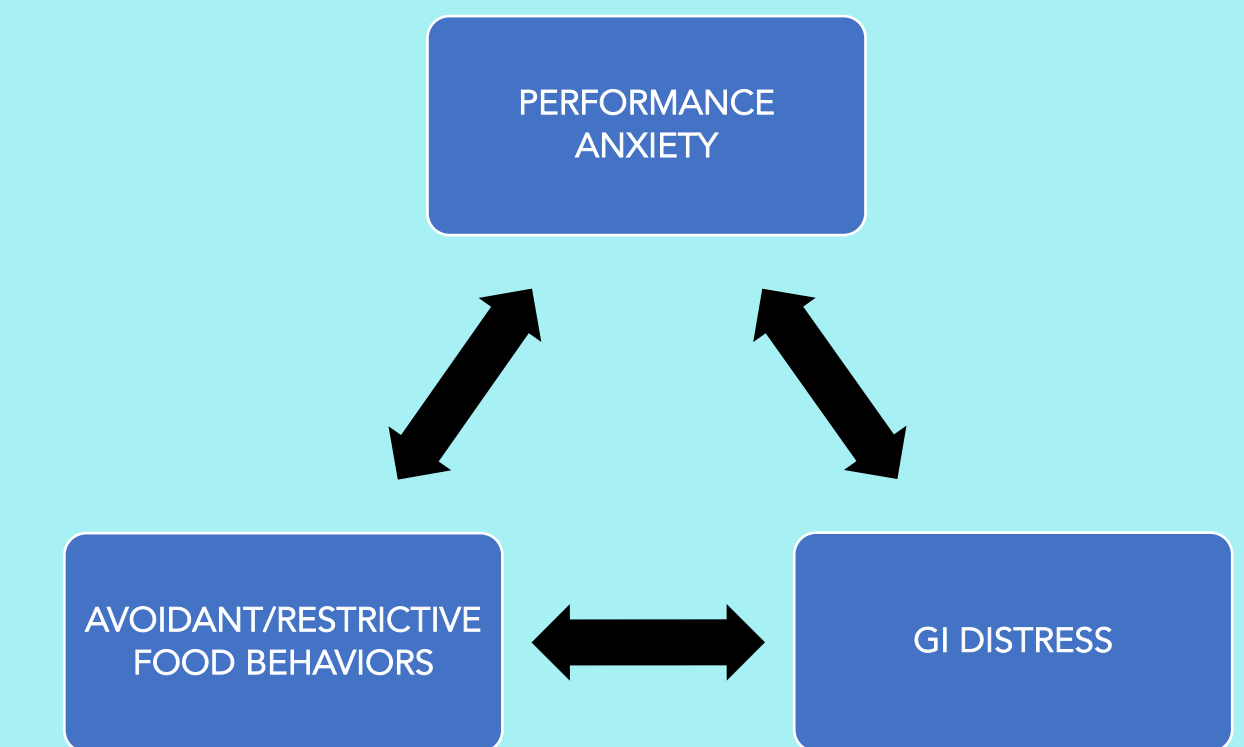 PERFORMANCE
ANXIETY
AVOIDANT/RESTRICTIVE
FOOD BEHAVIORS
GI DISTRESS